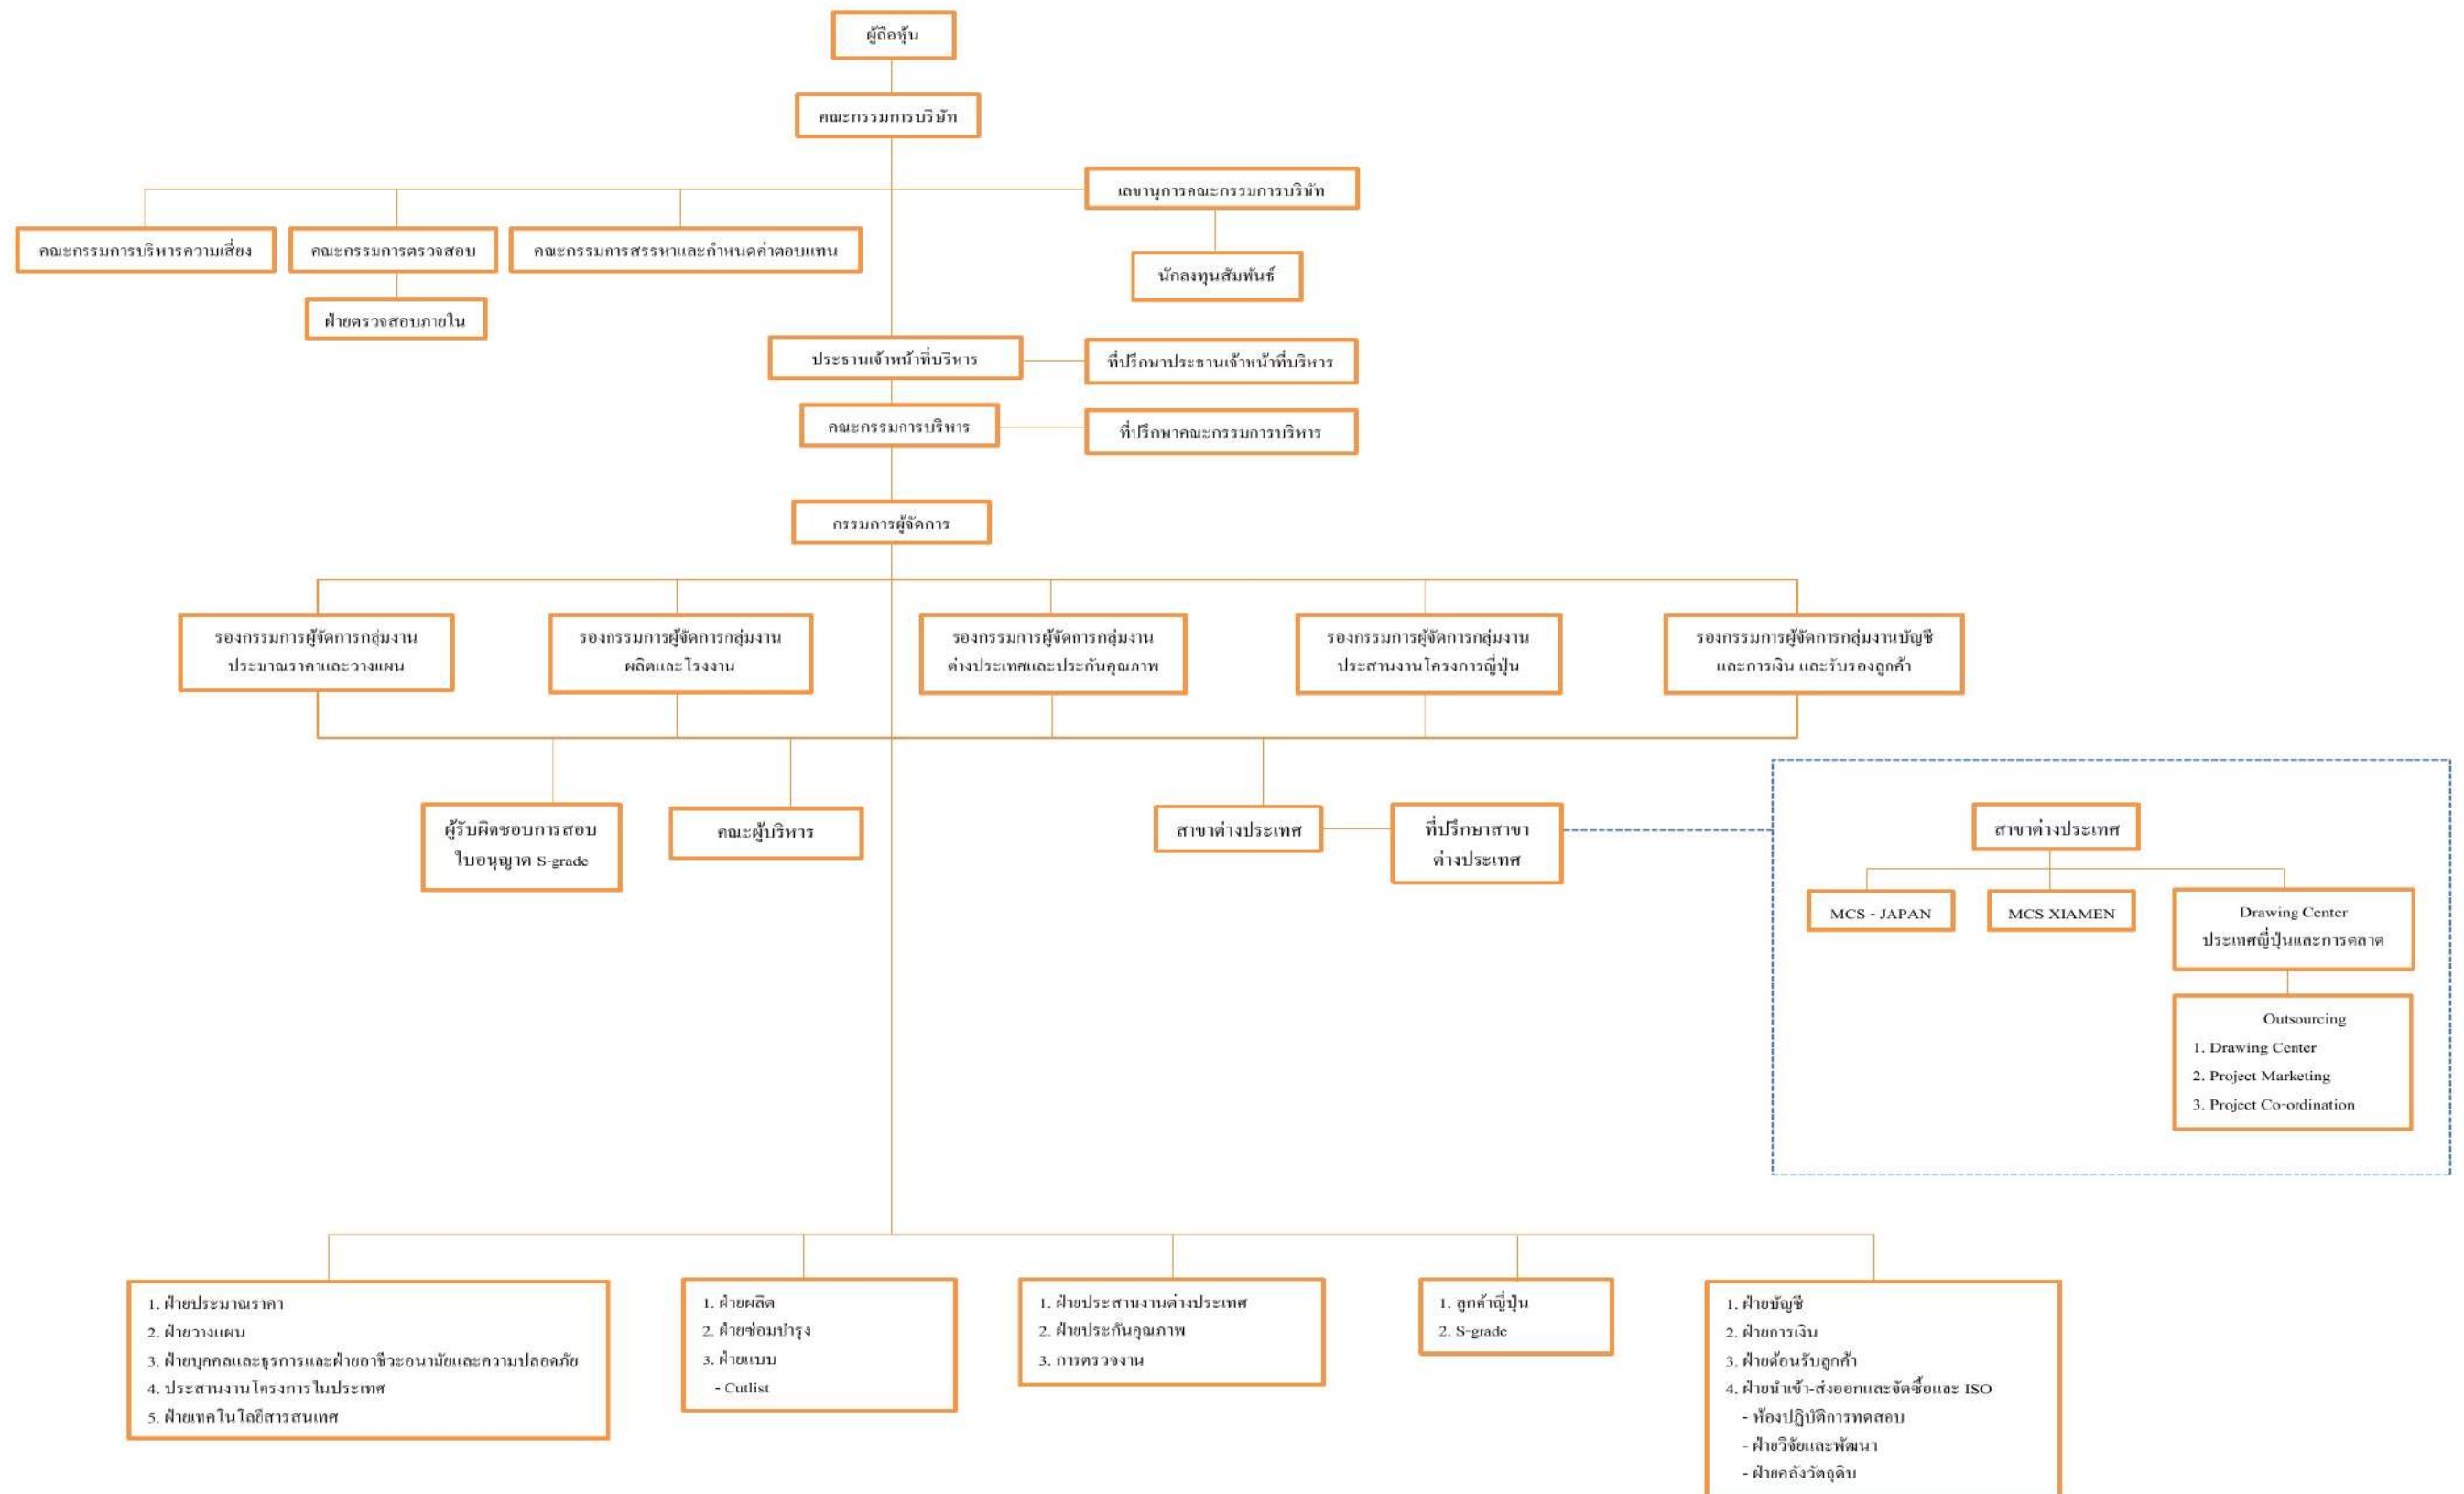 ผู้ถือหุ้น
คณะกรรมการบริษัท
เลขานุการคณะกรรมการบริษัท
คณะกรรมการบริหารความเสี่ยง
คณะกรรมการตรวจสอบ
คณะกรรมการสรรหาและกำหนดค่าตอบแทน
นักลงทุนสัมพันธ์
ฝ่ายตรวจสอบภายใน
ประธานเจ้าหน้าที่บริหาร
ที่ปรึกษาประธานเจ้าหน้าที่บริหาร
คณะกรรมการบริหาร
ที่ปรึกษาคณะกรรมการบริหาร
กรรมการผู้จัดการ
รองกรรมการผู้จัดการกลุ่มงาน
ประมาณราคาและวางแผน
รองกรรมการผู้จัดการกลุ่มงาน
ผลิตและโรงงาน
รองกรรมการผู้จัดการกลุ่มงาน
ต่างประเทศและประกันคุณภาพ
รองกรรมการผู้จัดการกลุ่มงาน
ประสานงานโครงการญี่ปุ่น
รองกรรมการผู้จัดการกลุ่มงานบัญชี
และการเงิน และรับรองลูกค้า
ผู้รับผิดชอบการสอบ
ใบอนุญาต S-grade
คณะผู้บริหาร
สาขาต่างประเทศ
ที่ปรึกษาสาขา
ต่างประเทศ
สาขาต่างประเทศ
MCS - JAPAN
MCS XIAMEN
Drawing Center
ประเทศญี่ปุ่นและการตลาด
Outsourcing
1. Drawing Center
2. Project Marketing
3. Project Co-ordination
1. ฝ่ายประมาณราคา
2. ฝ่ายวางแผน
3. ฝ่ายบุคคลและธุรการและฝ่ายอาชีวะอนามัยและความปลอดภัย
4. ประสานงานโครงการในประเทศ
5. ฝ่ายเทคโนโลยีสารสนเทศ
1. ฝ่ายผลิต
2. ฝ่ายซ่อมบำรุง
3. ฝ่ายแบบ
- Cutlist
1. ฝ่ายประสานงานต่างประเทศ
2. ฝ่ายประกันคุณภาพ
3. การตรวจงาน
1. ลูกค้าญี่ปุ่น
2. S-grade
1. ฝ่ายบัญชี
2. ฝ่ายการเงิน
3. ฝ่ายต้อนรับลูกค้า
4. ฝ่ายนำเข้า-ส่งออกและจัดซื้อและ ISO
- ห้องปฏิบัติการทดสอบ
- ฝ่ายวิจัยและพัฒนา
- ฝ่ายคลังวัตถุดิบ